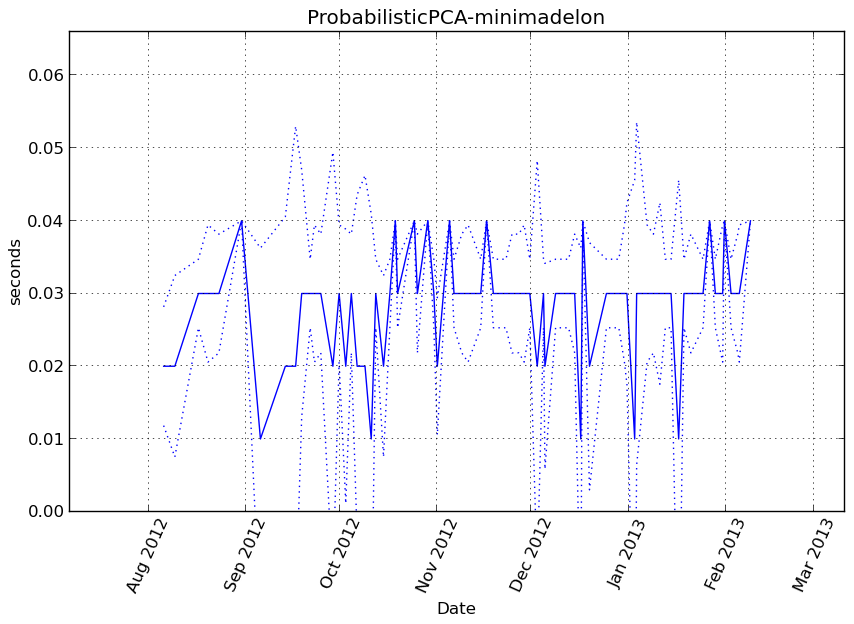 ProbabilisticPCA-minimadelon
0.06
0.05
0.04
0.03
0.02
0.01
0.00
seconds
Aug 2012
Sep 2012
Oct 2012
Nov 2012
Dec 2012
Jan 2013
Feb 2013
Mar 2013
Date